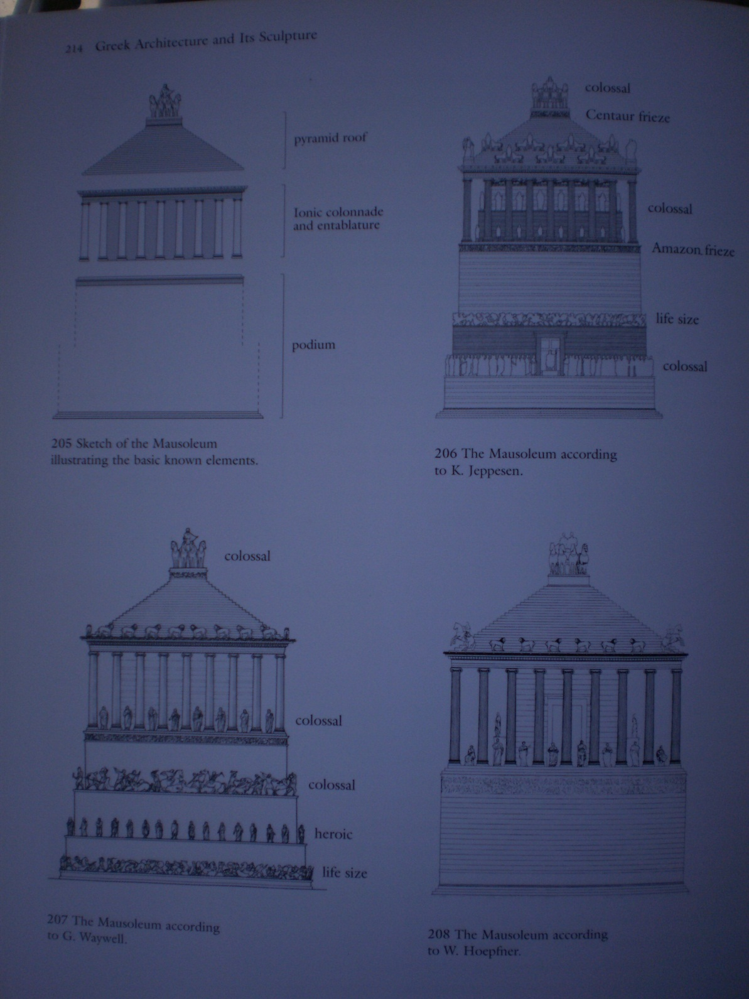 214 Greek Architecture and Its Sculpture
pyramid roof
Ionic colonnade
and entablature
podium
205 Sketch of the Mausoleum
illustrating the basic known elements.
colossal
Centaur frieze
colossal
Amazon frieze
life size
colossal
206 The Mausoleum according
to K. Jeppesen.
colossal
colossal
colossal
heroic
life size
207 The Mausoleum according
to G. Waywell.
208 The Mausoleum according
to W. Hoepfner.